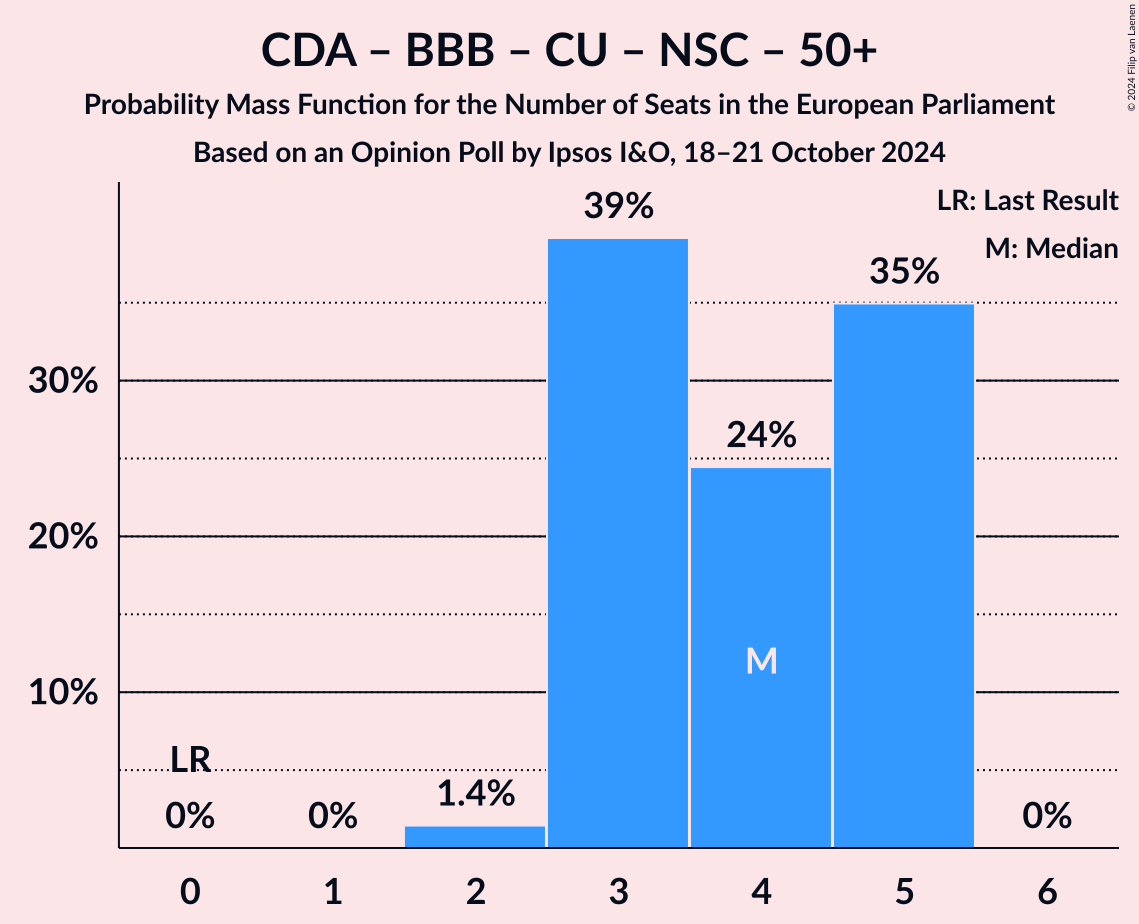 CDA – BBB – CU – NSC – 50+
Probability Mass Function for the Number of Seats in the European Parliament
Based on an Opinion Poll by Ipsos I&O, 18–21 October 2024
© 2024 Filip van Laenen
LR: Last Result
M: Median
39%
35%
30%
24%
20%
M
10%
LR
0%
0%
1.4%
0%
0
1
2
3
4
5
6